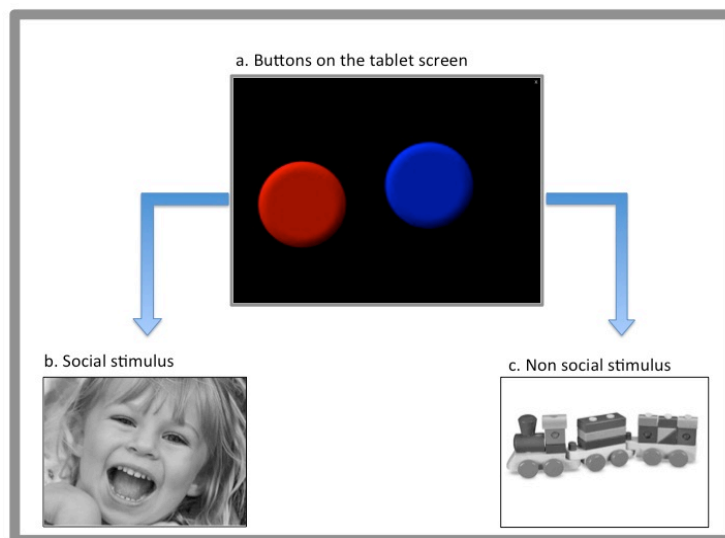 a. Buttons on the tablet screen
b. Social stimulus
c. Non social stimulus